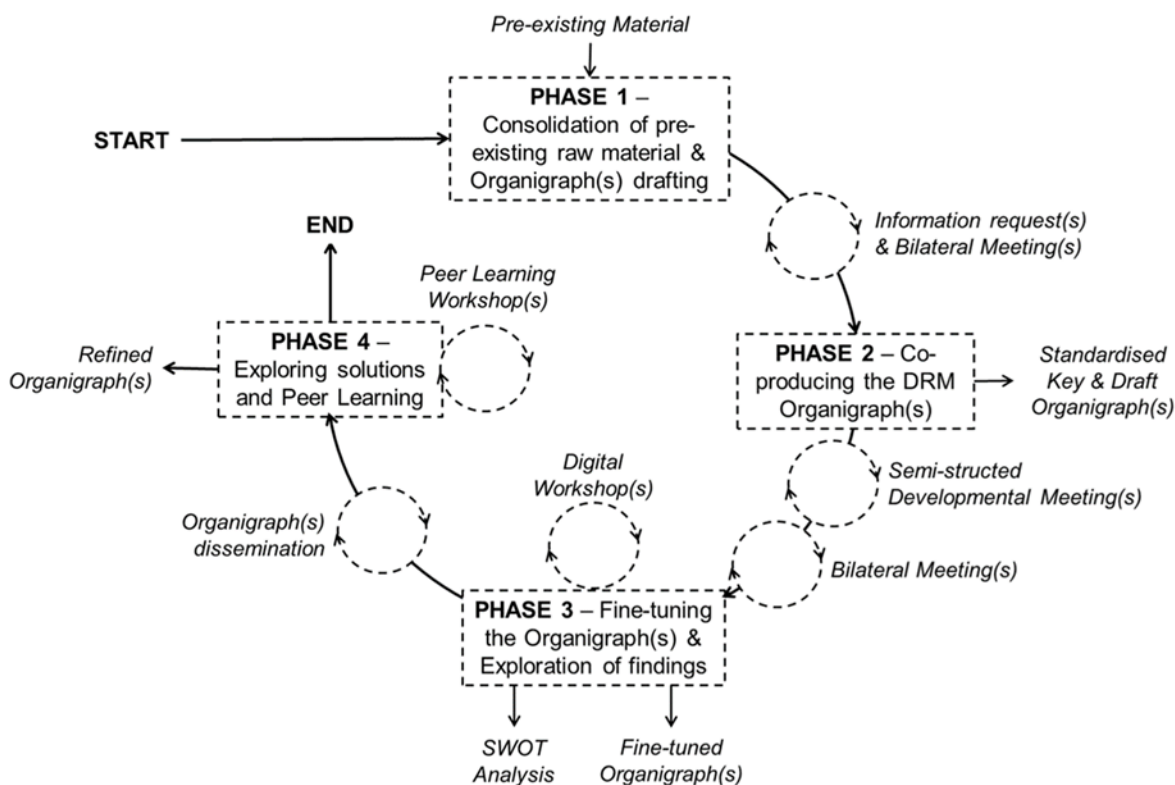 Pre-existing Material
PHASE 1 –
Consolidation of pre-
existing raw material &
Organigraph(s) drafting
START
Information request(s)
& Bilateral Meeting(s)
END
Peer Learning
Workshop(s)
PHASE 4 –
Exploring solutions
and Peer Learning
Refined
Organigraph(s)
PHASE 2 – Co-
producing the DRM
Organigraph(s)
Standardised
Key & Draft
Organigraph(s)
Semi-structed
Developmental Meeting(s)
Bilateral Meeting(s)
Digital
Workshop(s)
Organigraph(s)
dissemination
PHASE 3 – Fine-tuning
the Organigraph(s) &
Exploration of findings
SWOT
Analysis
Fine-tuned
Organigraph(s)